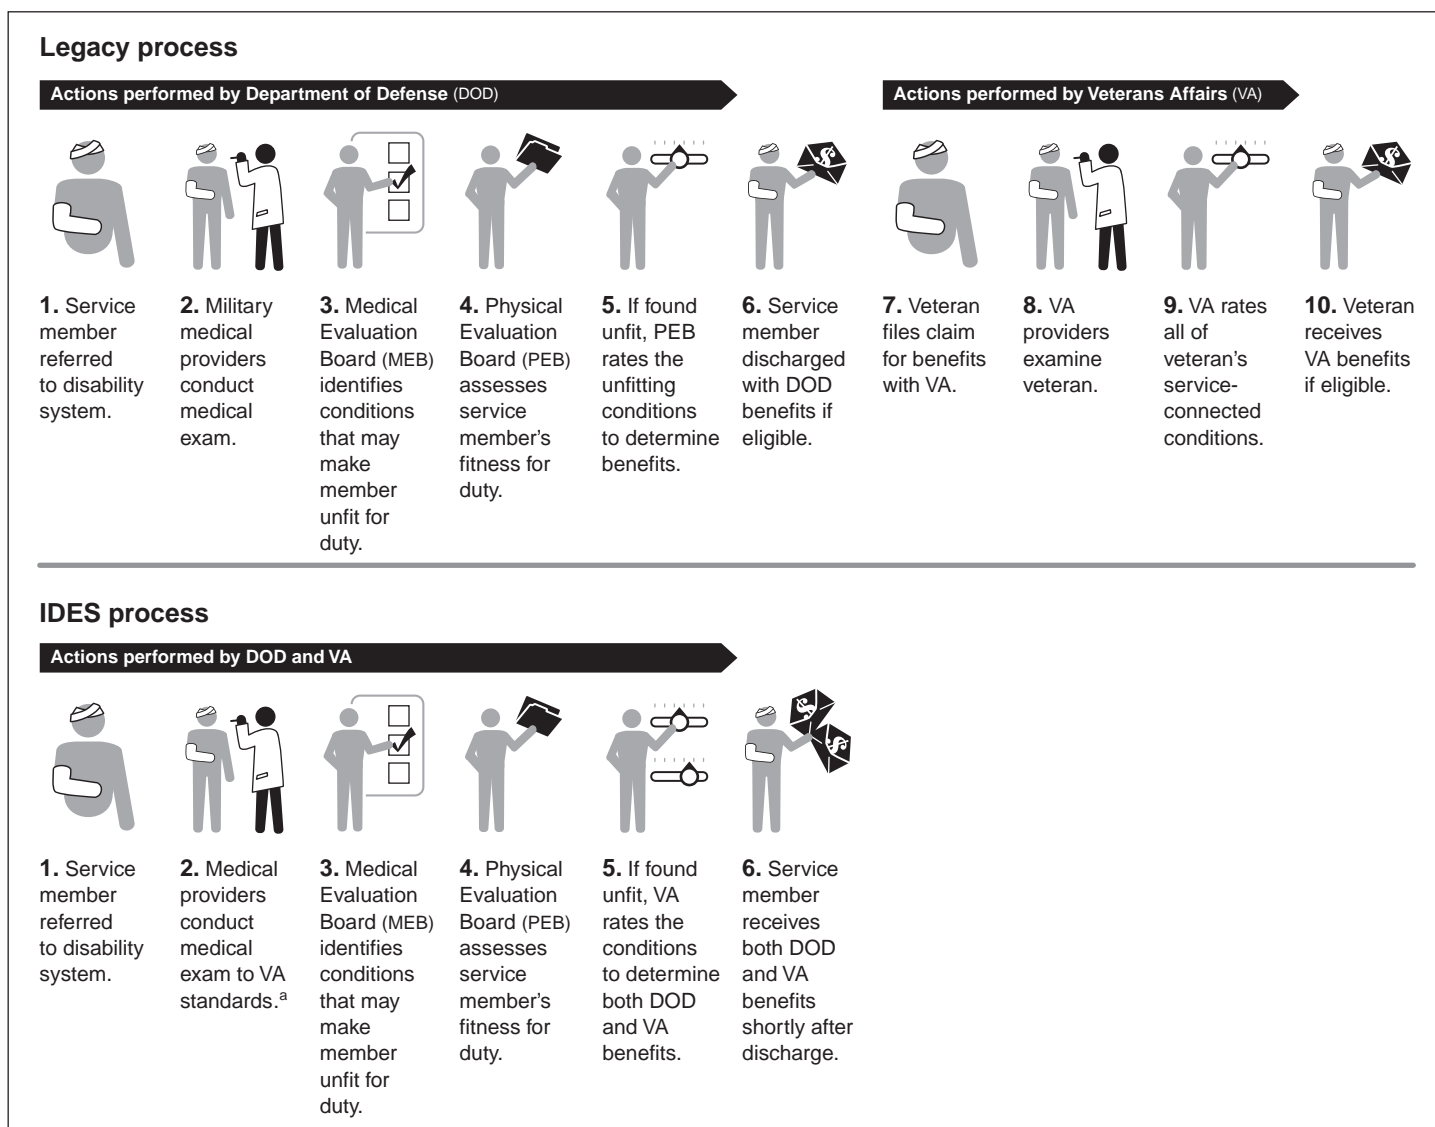 Legacy process
Actions performed by Department of Defense (DOD)
Actions performed by Veterans Affairs (VA)
1. Service
member
referred
to disability
system.
2. Military
medical
providers
conduct
medical
exam.
3. Medical
Evaluation
Board (MEB)
identifies
conditions
that may
make
member
unfit for
duty.
4. Physical
Evaluation
Board (PEB)
assesses
service
member's
fitness for
duty.
5. If found
unfit, PEB
rates the
unfitting
conditions
to determine
benefits.
6. Service
member
discharged
with DOD
benefits if
eligible.
7. Veteran
files claim
for benefits
with VA.
8. VA
providers
examine
veteran.
9. VA rates
all of
veteran's
service-
connected
conditions.
10. Veteran
receives
VA benefits
if eligible.
IDES process
Actions performed by DOD and VA
1. Service
member
referred
to disability
system.
2. Medical
providers
conduct
medical
exam to VA
standards.a
3. Medical
Evaluation
Board (MEB)
identifies
conditions
that may
make
member
unfit for
duty.
4. Physical
Evaluation
Board (PEB)
assesses
service
member's
fitness for
duty.
5. If found
unfit, VA
rates the
conditions
to determine
both DOD
and VA
benefits.
6. Service
member
receives
both DOD
and VA
benefits
shortly after
discharge.